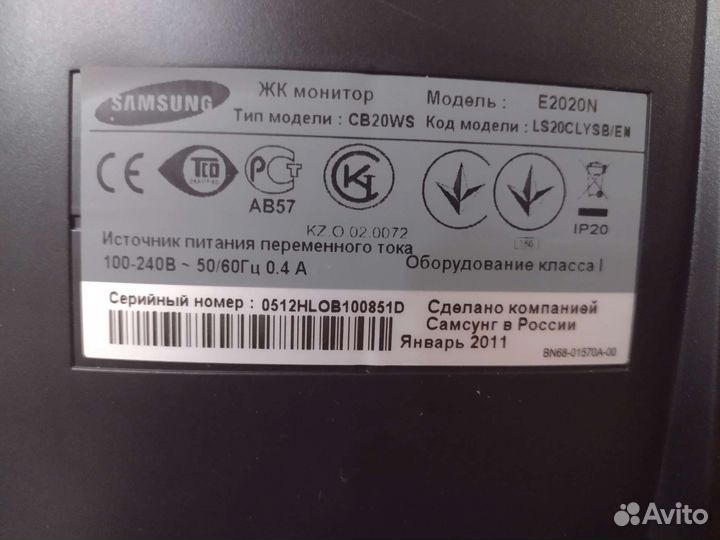 SAMSUNG
ЖК монитор
Модель : E2020N
Тип модели : CB20WS
Код модели : LS20CLYSB/EN
CE
TCO
РСТ
АВ57
KZ.O.02.0072
IP20
Источник питания переменного тока
100-240В ~ 50/60Гц 0.4 А
Оборудование класса I
Серийный номер : 0512HLOB100851D
Сделано компанией
Самсунг в России
Январь 2011
BN68-01570A-00
Avito